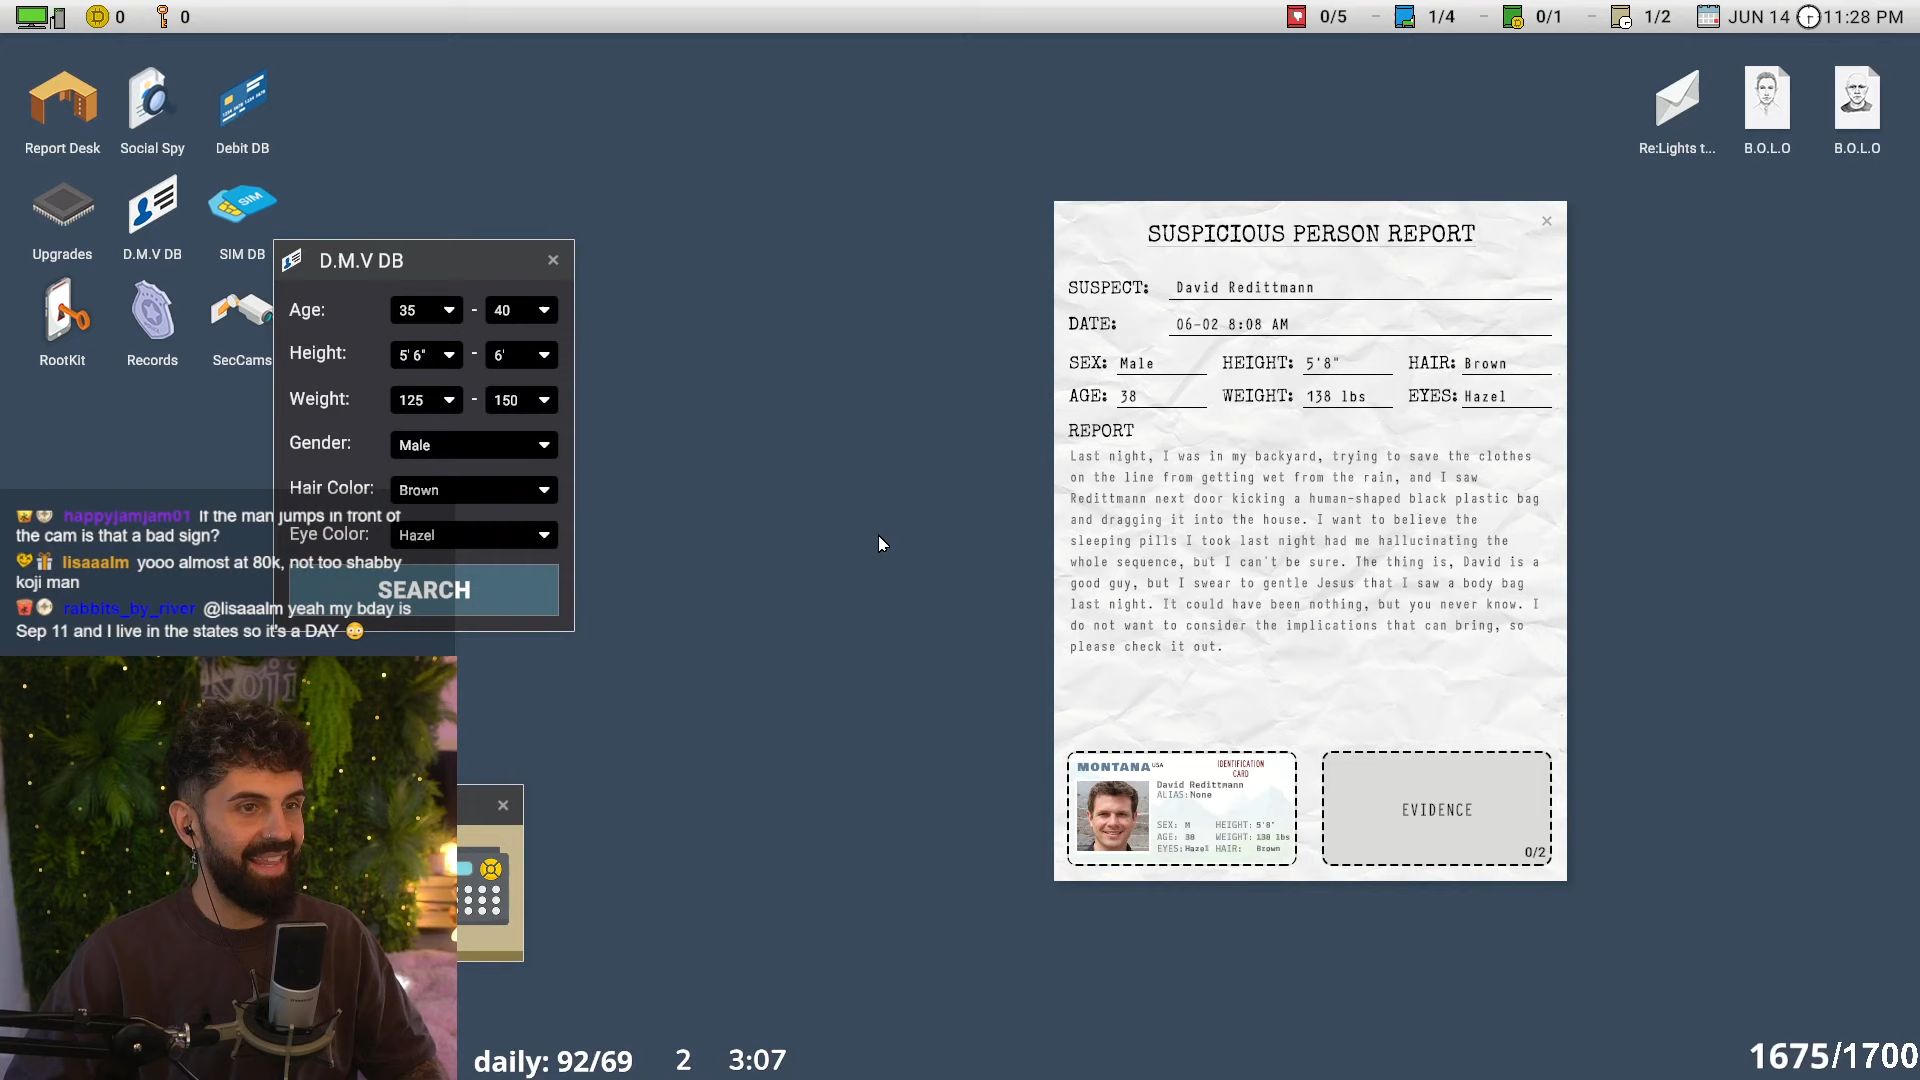 0
0
0/5
1/4
0/1
1/2
JUN 14
11:28 PM
Report Desk
Social Spy
Debit DB
Upgrades
D.M.V DB
SIM
SIM DB
RootKit
Records
SecCams
Re:Lights t...
B.O.L.O
B.O.L.O
D.M.V DB
Age: 35 - 40
Height: 5' 6" - 6'
Weight: 125 - 150
Gender: Male
Hair Color: Brown
Eye Color: Hazel
SEARCH
happyjamjam01 If the man jumps in front of
the cam is that a bad sign?
lisaaalm yooo almost at 80k, not too shabby
koji man
rabbits_by_river @lisaaalm yeah my bday is
Sep 11 and I live in the states so it's a DAY
Koji
SUSPICIOUS PERSON REPORT
SUSPECT: David Redittmann
DATE: 06-02 8:08 AM
SEX: Male HEIGHT: 5'8" HAIR: Brown
AGE: 38 WEIGHT: 138 lbs EYES: Hazel
REPORT
Last night, I was in my backyard, trying to save the clothes
on the line from getting wet from the rain, and I saw
Redittmann next door kicking a human-shaped black plastic bag
and dragging it into the house. I want to believe the
sleeping pills I took last night had me hallucinating the
whole sequence, but I can't be sure. The thing is, David is a
good guy, but I swear to gentle Jesus that I saw a body bag
last night. It could have been nothing, but you never know. I
do not want to consider the implications that can bring, so
please check it out.
MONTANA USA IDENTIFICATION
CARD
David Redittmann
ALIAS: None
SEX: M HEIGHT: 5'8"
AGE: 38 WEIGHT: 138 lbs
EYES: Hazel HAIR: Brown
EVIDENCE
0/2
daily: 92/69 2 3:07
1675/1700